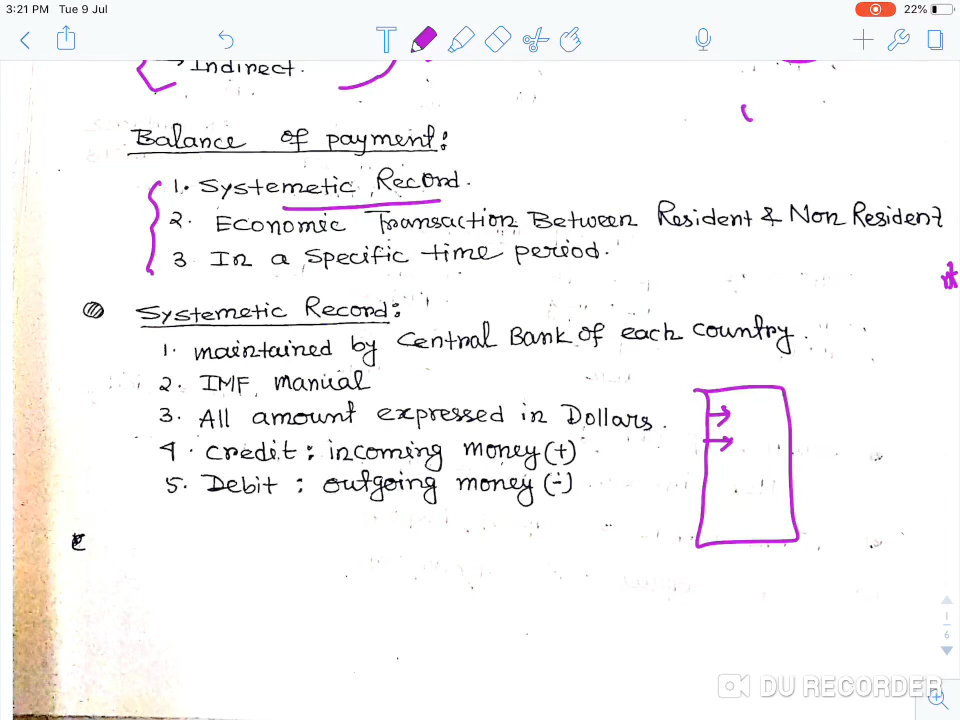 3:21 PM Tue 9 Jul 22%
T
Indirect.
Balance of payment:
1. Systemetic Record.
2. Economic Transaction Between Resident & Non Resident
3 In a Specific time period.
Systemetic Record:
1. maintained by Central Bank of each country.
2. IMF manual
3. All amount expressed in Dollars.
4. credit: incoming money (+)
5. Debit: outgoing money (-)
1
6
DU RECORDER